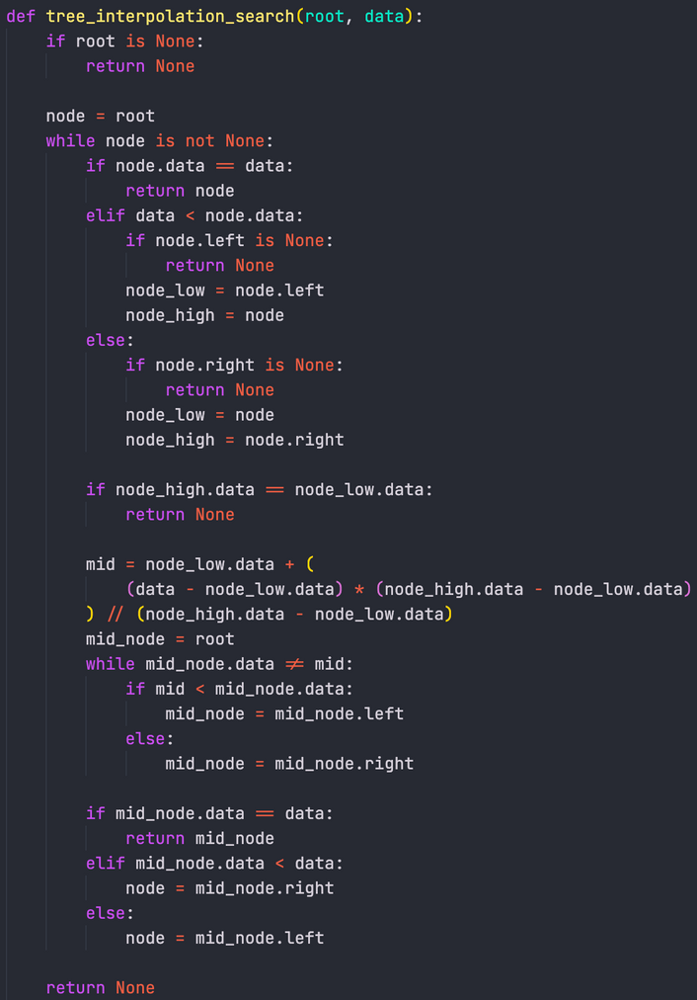 def tree_interpolation_search(root, data):
    if root is None:
        return None

    node = root
    while node is not None:
        if node.data == data:
            return node
        elif data < node.data:
            if node.left is None:
                return None
            node_low = node.left
            node_high = node
        else:
            if node.right is None:
                return None
            node_low = node
            node_high = node.right

        if node_high.data == node_low.data:
            return None

        mid = node_low.data + (
            (data - node_low.data) * (node_high.data - node_low.data)
        ) // (node_high.data - node_low.data)
        mid_node = root
        while mid_node.data != mid:
            if mid < mid_node.data:
                mid_node = mid_node.left
            else:
                mid_node = mid_node.right

        if mid_node.data == data:
            return mid_node
        elif mid_node.data < data:
            node = mid_node.right
        else:
            node = mid_node.left

    return None